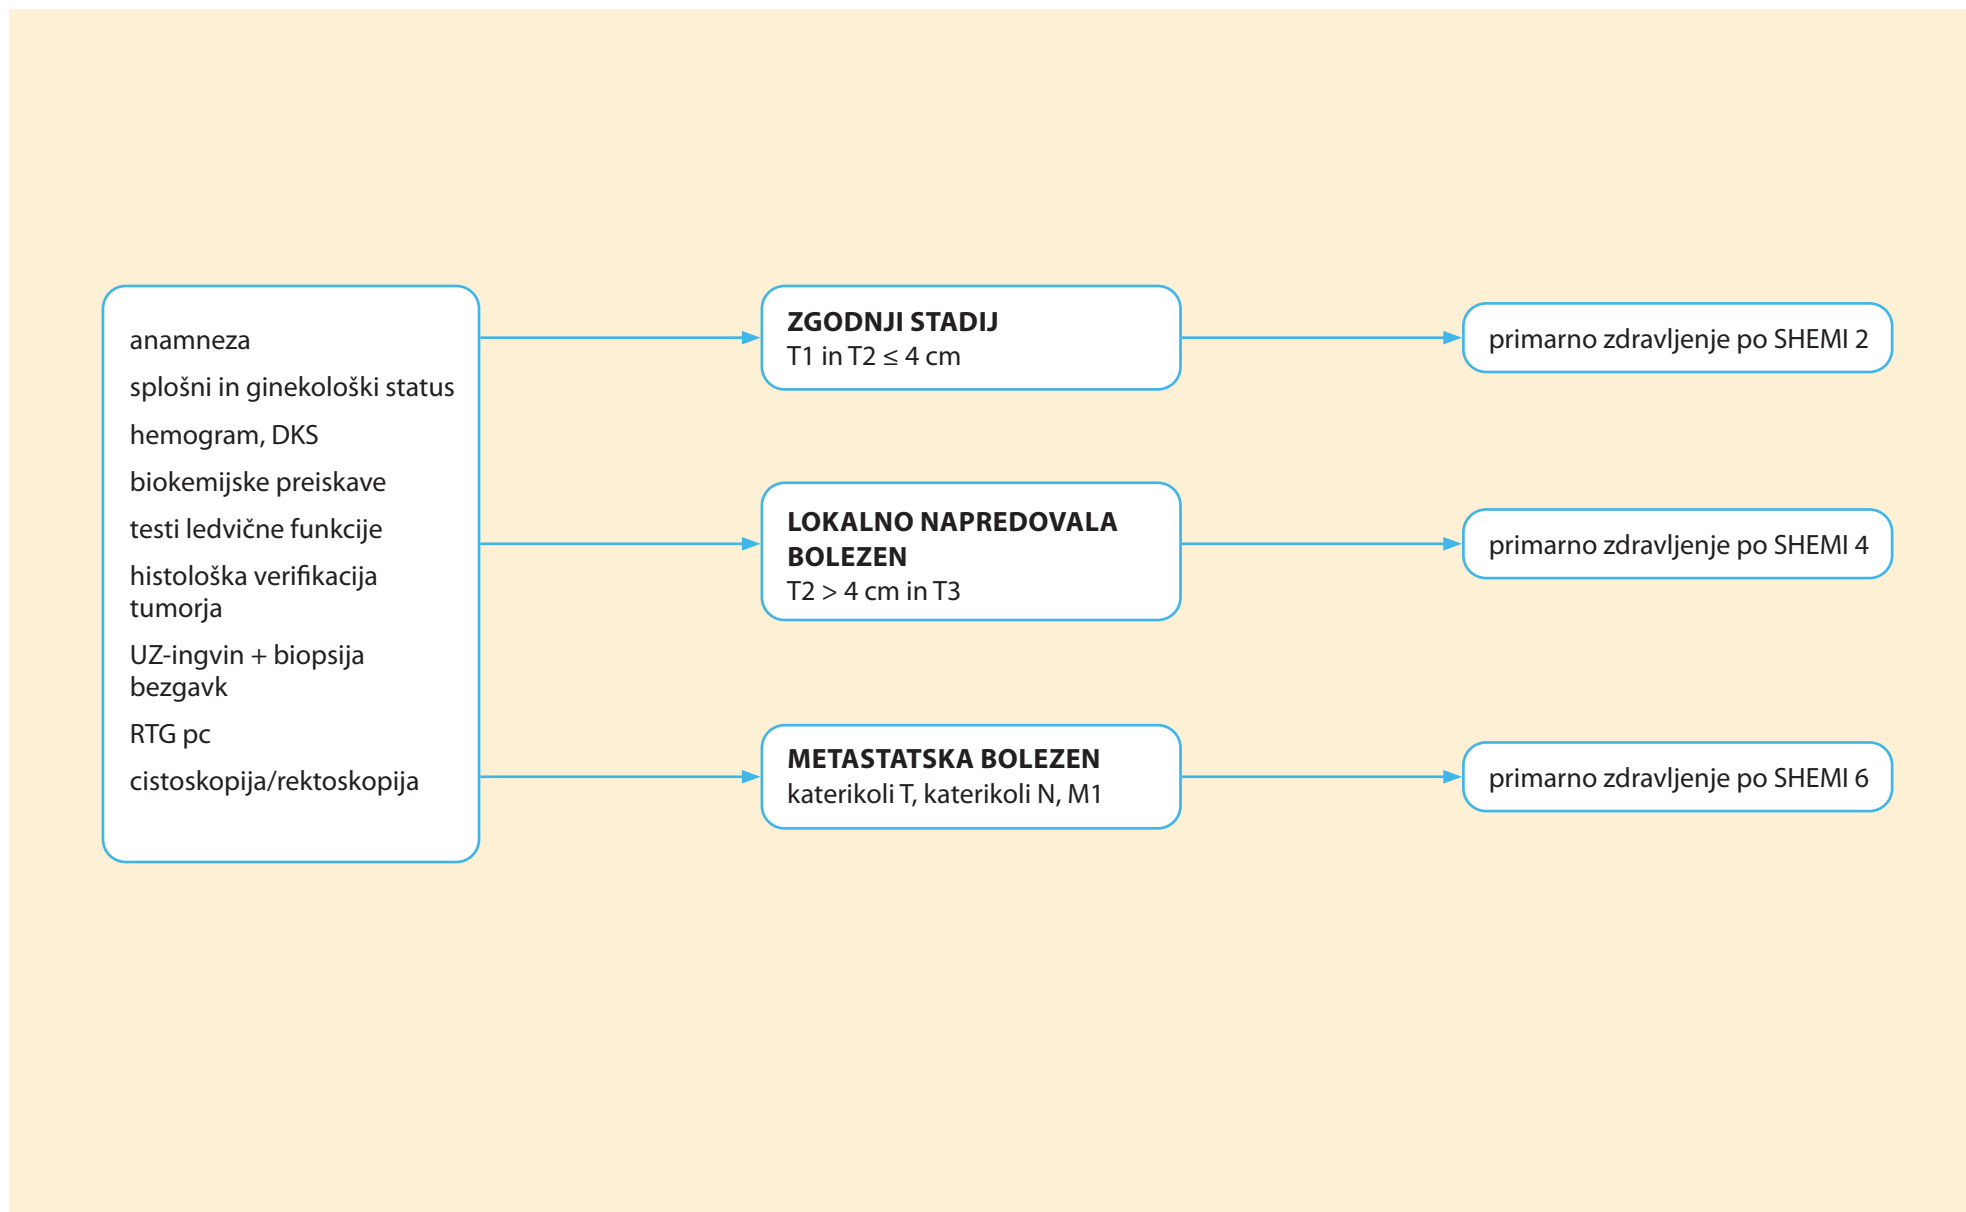 anamneza
splošni in ginekološki status
hemogram, DKS
biokemijske preiskave
testi ledvične funkcije
histološka verifikacija
tumorja
UZ-ingvin + biopsija
bezgavk
RTG pc
cistoskopija/rektoskopija
ZGODNJI STADIJ
T1 in T2 ≤ 4 cm
primarno zdravljenje po SHEMI 2
LOKALNO NAPREDOVALA
BOLEZEN
T2 > 4 cm in T3
primarno zdravljenje po SHEMI 4
METASTATSKA BOLEZEN
katerikoli T, katerikoli N, M1
primarno zdravljenje po SHEMI 6